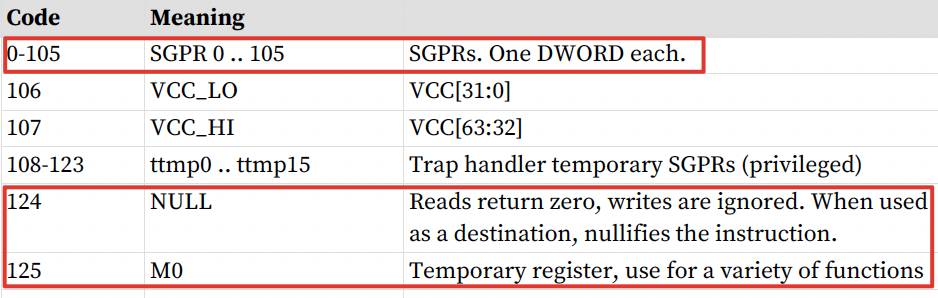 Code Meaning
0-105 SGPR 0 .. 105 SGPRs. One DWORD each.
106 VCC_LO VCC[31:0]
107 VCC_HI VCC[63:32]
108-123 ttmp0 .. ttmp15 Trap handler temporary SGPRs (privileged)
124 NULL Reads return zero, writes are ignored. When used
as a destination, nullifies the instruction.
125 M0 Temporary register, use for a variety of functions